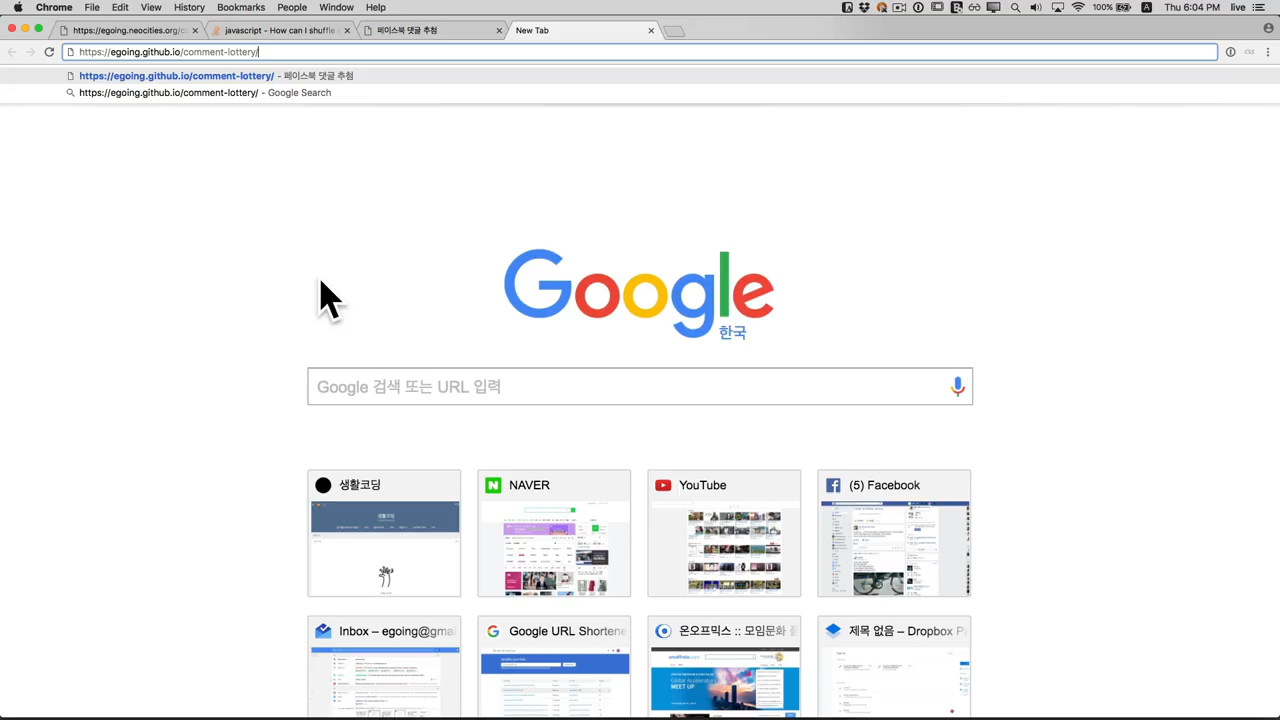 Chrome File Edit View History Bookmarks People Window Help 100% Thu 6:04 PM live
https://egoing.neocities.org/c javascript - How can I shuffle 페이스북 댓글 추첨 New Tab
https://egoing.github.io/comment-lottery/
https://egoing.github.io/comment-lottery/ - 페이스북 댓글 추첨
https://egoing.github.io/comment-lottery/ - Google Search
Google
한국
Google 검색 또는 URL 입력
생활코딩 NAVER YouTube (5) Facebook
Inbox – egoing@gmai Google URL Shortene 온오프믹스 :: 모임문화 제목 없음 – Dropbox P